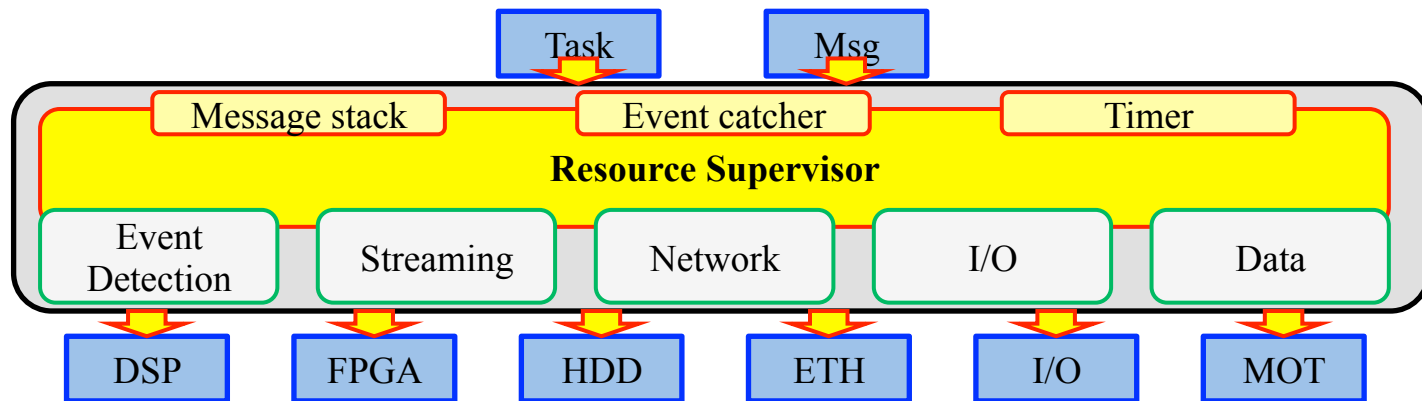 Task
Msg
Message stack
Event catcher
Timer
Resource Supervisor
Event
Detection
Streaming
Network
I/O
Data
DSP
FPGA
HDD
ETH
I/O
MOT